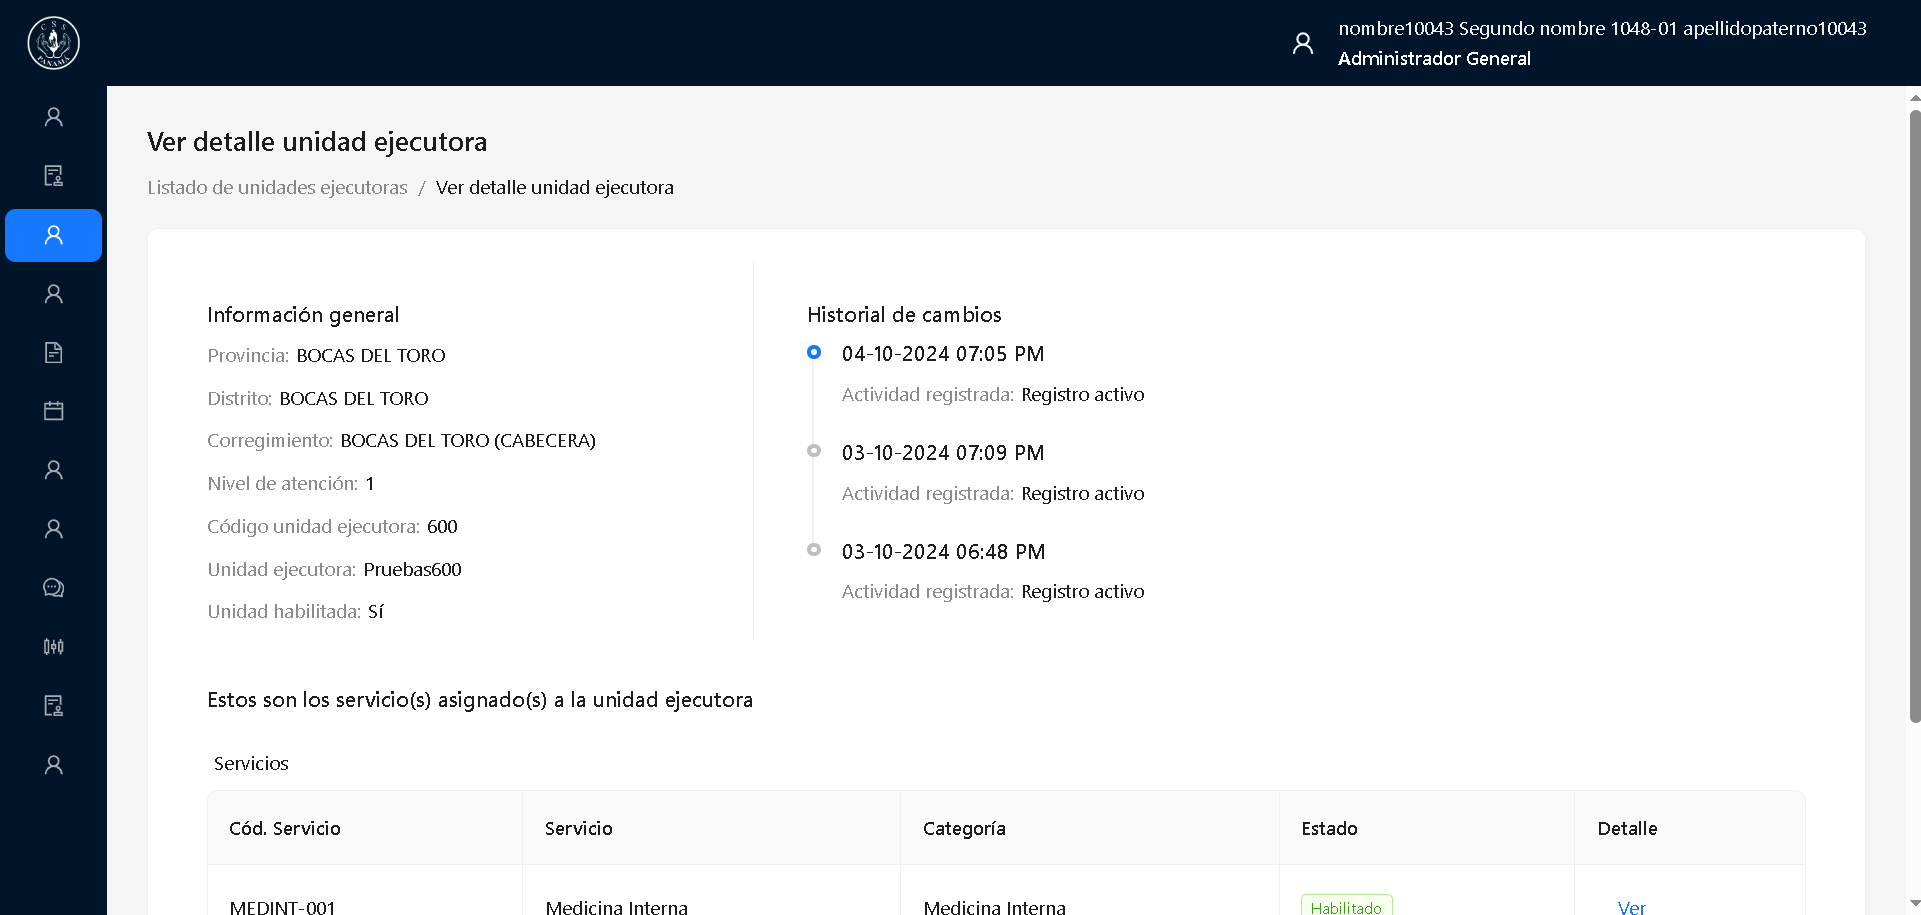 CSS
PANAMA
nombre10043 Segundo nombre 1048-01 apellidopaterno10043
Administrador General
Ver detalle unidad ejecutora
Listado de unidades ejecutoras / Ver detalle unidad ejecutora
Información general
Provincia: BOCAS DEL TORO
Distrito: BOCAS DEL TORO
Corregimiento: BOCAS DEL TORO (CABECERA)
Nivel de atención: 1
Código unidad ejecutora: 600
Unidad ejecutora: Pruebas600
Unidad habilitada: Sí
Historial de cambios
04-10-2024 07:05 PM
Actividad registrada: Registro activo
03-10-2024 07:09 PM
Actividad registrada: Registro activo
03-10-2024 06:48 PM
Actividad registrada: Registro activo
Estos son los servicio(s) asignado(s) a la unidad ejecutora
Servicios
Cód. Servicio Servicio Categoría Estado Detalle
MEDINT-001 Medicina Interna Medicina Interna Habilitado Ver